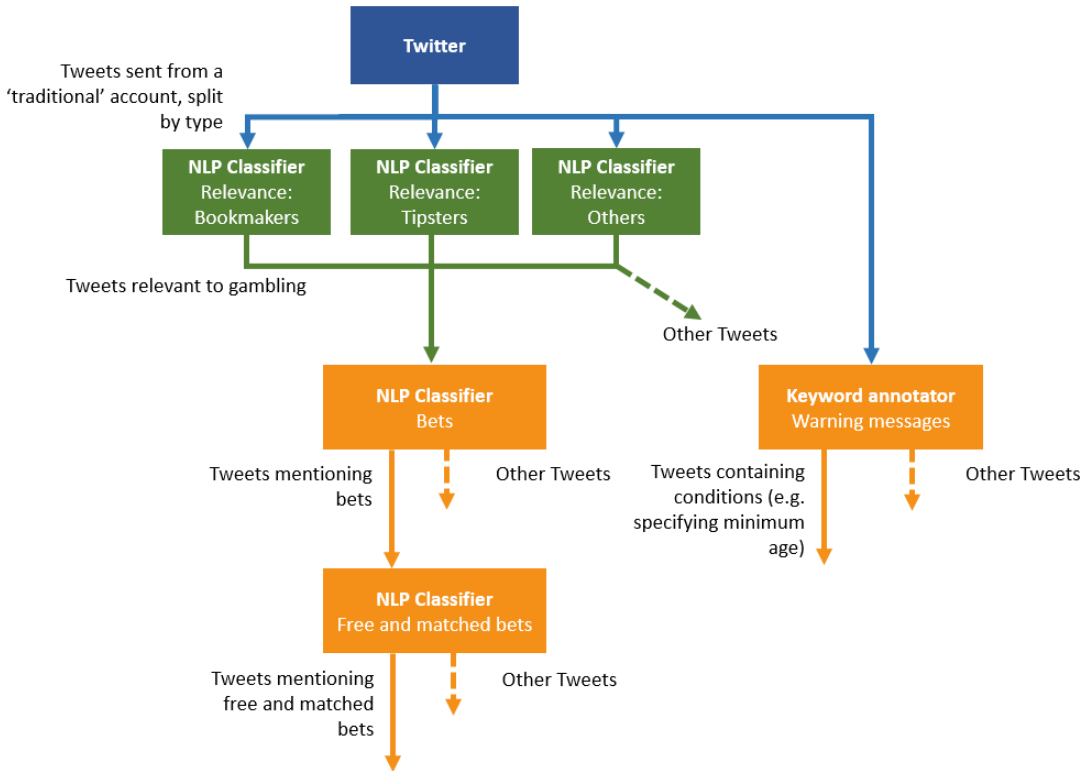 Twitter
Tweets sent from a
‘traditional’ account, split
by type
NLP Classifier
Relevance:
Bookmakers
NLP Classifier
Relevance:
Tipsters
NLP Classifier
Relevance:
Others
Tweets relevant to gambling
Other Tweets
NLP Classifier
Bets
Keyword annotator
Warning messages
Tweets mentioning
bets
Other Tweets
Tweets containing
conditions (e.g.
specifying minimum
age)
Other Tweets
NLP Classifier
Free and matched bets
Tweets mentioning
free and matched
bets
Other Tweets